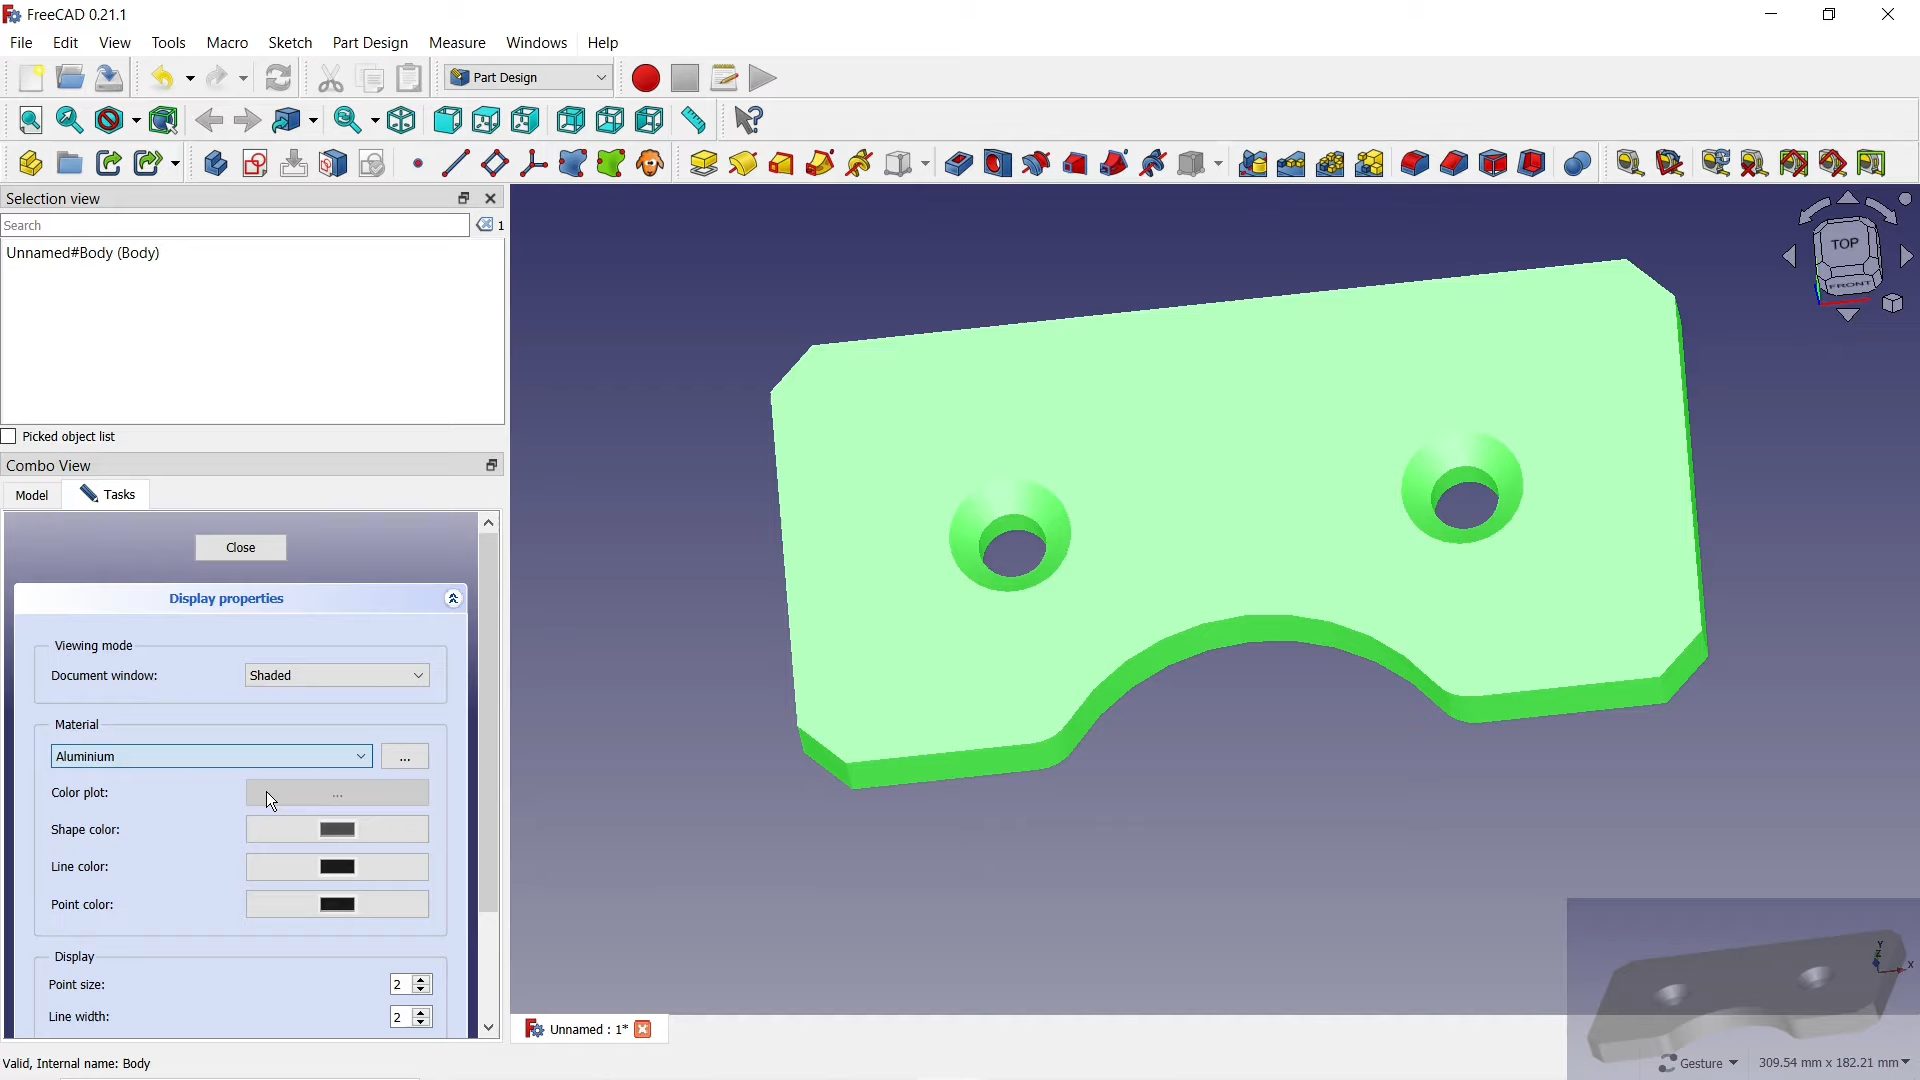 FreeCAD 0.21.1
File Edit View Tools Macro Sketch Part Design Measure Windows Help
Part Design
Selection view
Search
1
Unnamed#Body (Body)
Picked object list
Combo View
Model Tasks
Close
Display properties
Viewing mode
Document window: Shaded
Material
Aluminium ...
Color plot: ...
Shape color:
Line color:
Point color:
Display
Point size: 2
Line width: 2
TOP
FRONT
Y
Z
X
Unnamed : 1*
Valid, Internal name: Body
Gesture 309.54 mm x 182.21 mm